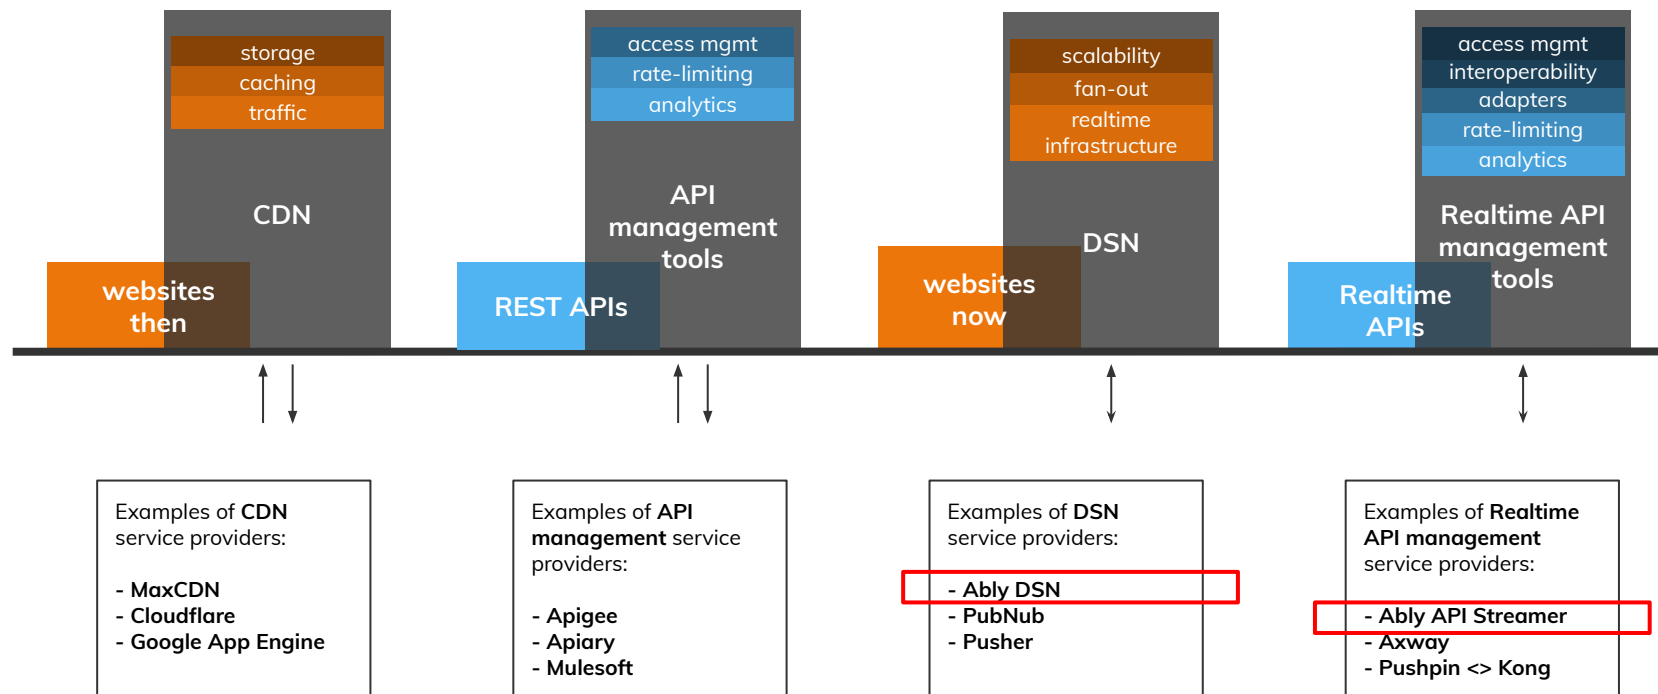 storage
caching
traffic
CDN
websites
then
access mgmt
rate-limiting
analytics
API
management
tools
REST APIs
scalability
fan-out
realtime
infrastructure
DSN
websites
now
access mgmt
interoperability
adapters
rate-limiting
analytics
Realtime API
management
tools
Realtime
APIs
Examples of CDN
service providers:
- MaxCDN
- Cloudflare
- Google App Engine
Examples of API
management service
providers:
- Apigee
- Apiary
- Mulesoft
Examples of DSN
service providers:
- Ably DSN
- PubNub
- Pusher
Examples of Realtime
API management
service providers:
- Ably API Streamer
- Axway
- Pushpin <> Kong